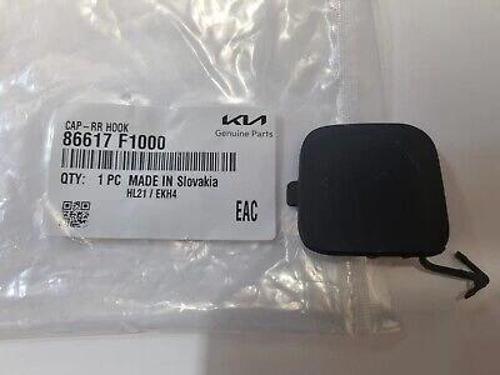 CAP-RR HOOK
86617 F1000
KIA
Genuine Parts
QTY: 1 PC MADE IN Slovakia
HL21 / EKH4
EAC